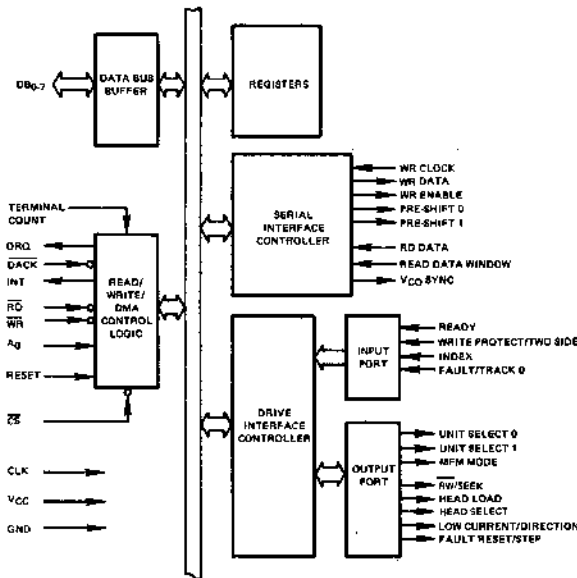 DB0-7
DATA BUS
BUFFER
REGISTERS
SERIAL
INTERFACE
CONTROLLER
WR CLOCK
WR DATA
WR ENABLE
PRE-SHIFT 0
PRE-SHIFT 1
RD DATA
READ DATA WINDOW
VCO SYNC
TERMINAL
COUNT
DRQ
DACK
INT
RD
WR
A0
RESET
CS
READ/
WRITE/
DMA
CONTROL
LOGIC
CLK
VCC
GND
DRIVE
INTERFACE
CONTROLLER
INPUT
PORT
READY
WRITE PROTECT/TWO SIDE
INDEX
FAULT/TRACK 0
OUTPUT
PORT
UNIT SELECT 0
UNIT SELECT 1
MFM MODE
RW/SEEK
HEAD LOAD
HEAD SELECT
LOW CURRENT/DIRECTION
FAULT RESET/STEP